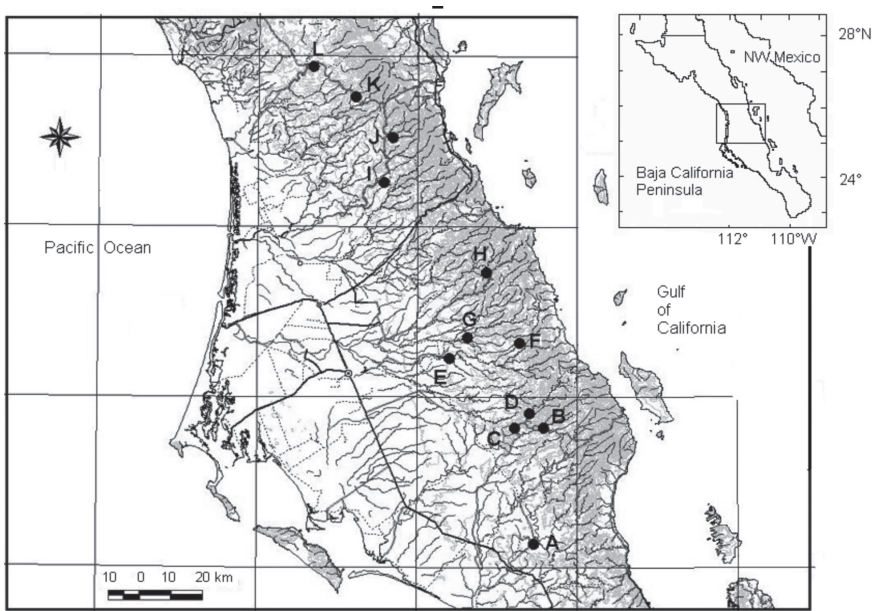 L
K
J
I
H
G
F
E
D
B
C
A
Pacific Ocean
Gulf
of
California
10 0 10 20 km
28°N
NW Mexico
Baja California
Peninsula
24°
112° 110°W